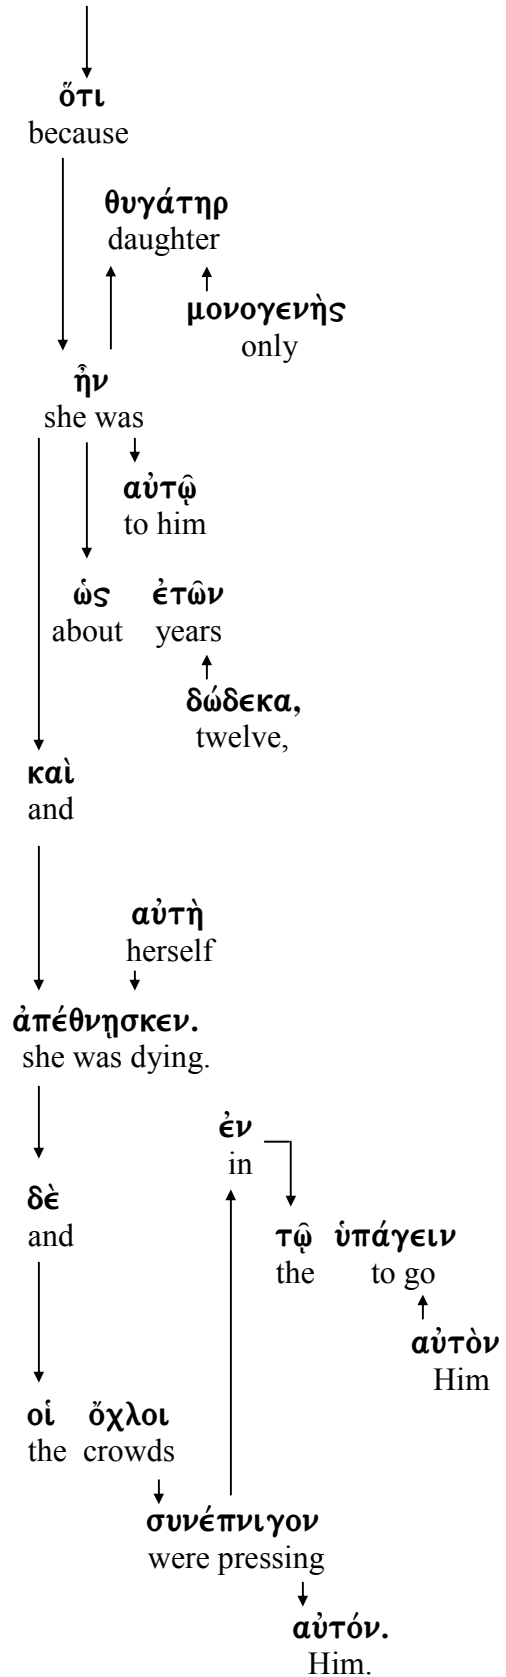 ὅτι
because
θυγάτηρ
daughter
μονογενὴς
only
ἦν
she was
αὐτῷ
to him
ὡς ἐτῶν
about years
δώδεκα,
twelve,
καὶ
and
αὐτὴ
herself
ἀπέθνῃσκεν.
she was dying.
ἐν
in
δὲ
and
τῷ ὑπάγειν
the to go
αὐτὸν
Him
οἱ ὄχλοι
the crowds
συνέπνιγον
were pressing
αὐτόν.
Him.